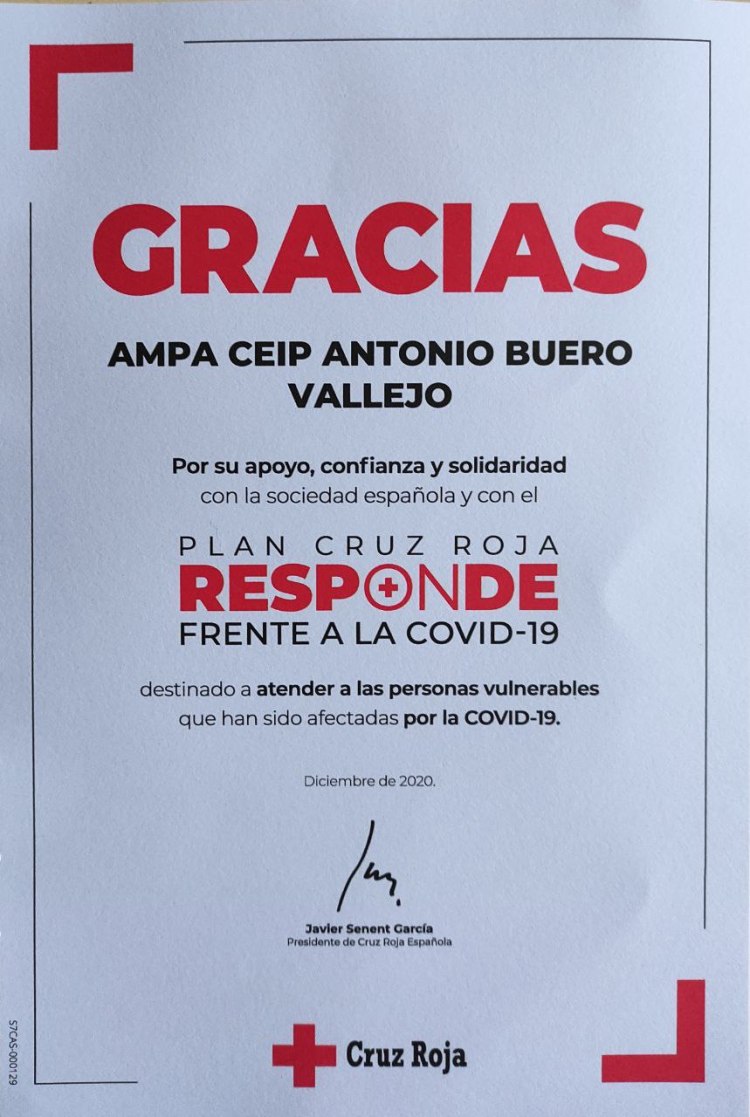 GRACIAS
AMPA CEIP ANTONIO BUERO
VALLEJO
Por su apoyo, confianza y solidaridad
con la sociedad española y con el
PLAN CRUZ ROJA
RESPONDE
FRENTE A LA COVID-19
destinado a atender a las personas vulnerables
que han sido afectadas por la COVID-19.
Diciembre de 2020.
Javier Senent García
Presidente de Cruz Roja Española
Cruz Roja
S7CAS-000129